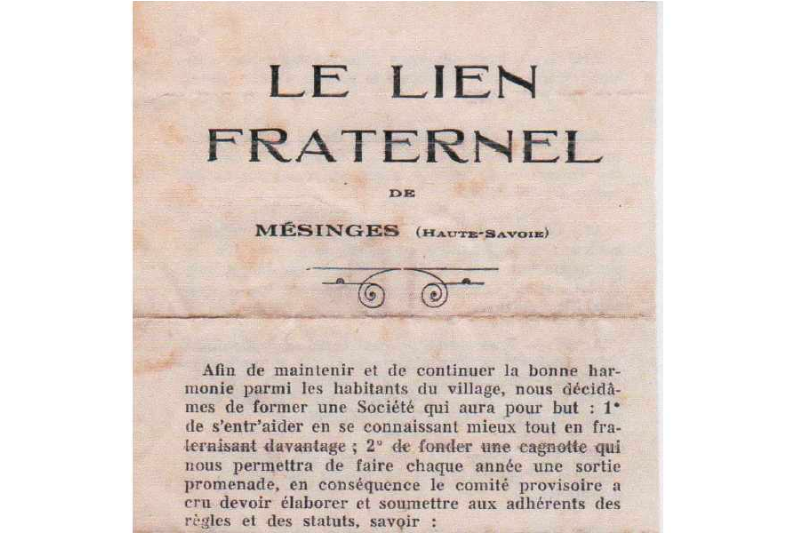 LE LIEN
FRATERNEL
DE
MÉSINGES (HAUTE-SAVOIE)
Afin de maintenir et de continuer la bonne har-
monie parmi les habitants du village, nous décidâ-
mes de former une Société qui aura pour but : 1°
de s'entr'aider en se connaissant mieux tout en fra-
ternisant davantage ; 2° de fonder une cagnotte qui
nous permettra de faire chaque année une sortie
promenade, en conséquence le comité provisoire a
cru devoir élaborer et soumettre aux adhérents des
règles et des statuts, savoir :